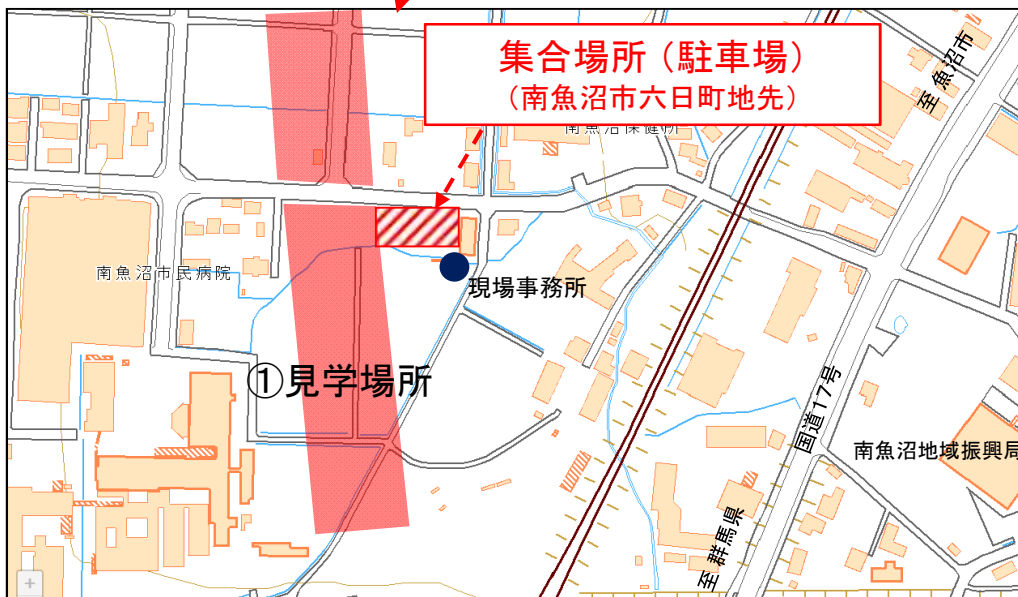 集合場所（駐車場）
（南魚沼市六日町地先）
南魚沼保健所
至 魚沼市
南魚沼市民病院
現場事務所
①見学場所
国道17号
南魚沼地域振興局
至 群馬県
+